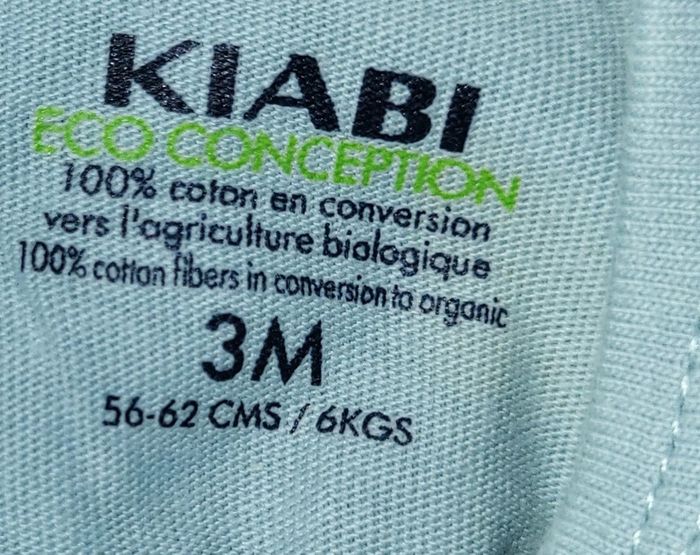 KIABI
ECO CONCEPTION
100% coton en conversion
vers l'agriculture biologique
100% cotton fibers in conversion to organic
3M
56-62 CMS / 6KGS